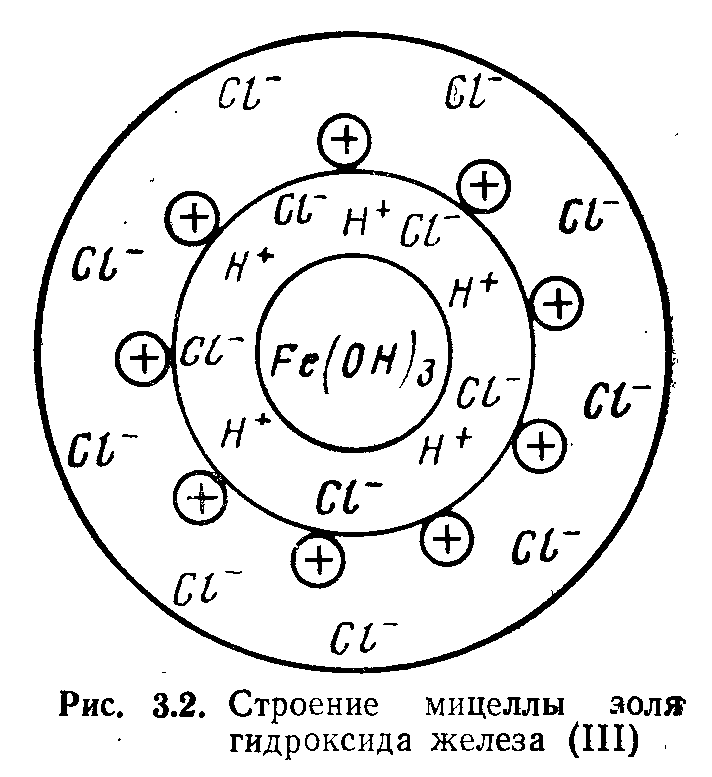 Cl⁻ Cl⁻
+
+ +
Cl⁻ H⁺ Cl⁻ Cl⁻
Cl⁻ H⁺ H⁺ +
+ Cl⁻ Fe(OH)₃ Cl⁻ Cl⁻
Cl⁻ H⁺ H⁺ +
+ Cl⁻
+ + Cl⁻
Cl⁻
Cl⁻
Рис. 3.2. Строение мицеллы золя
гидроксида железа (III)